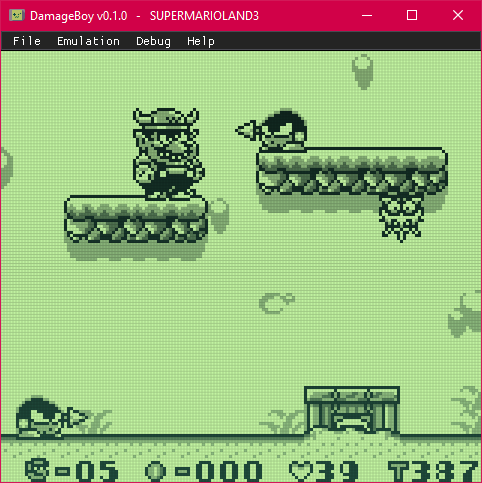 DamageBoy v0.1.0 - SUPERMARIOLAND3
File Emulation Debug Help
-05 -000 39 T387